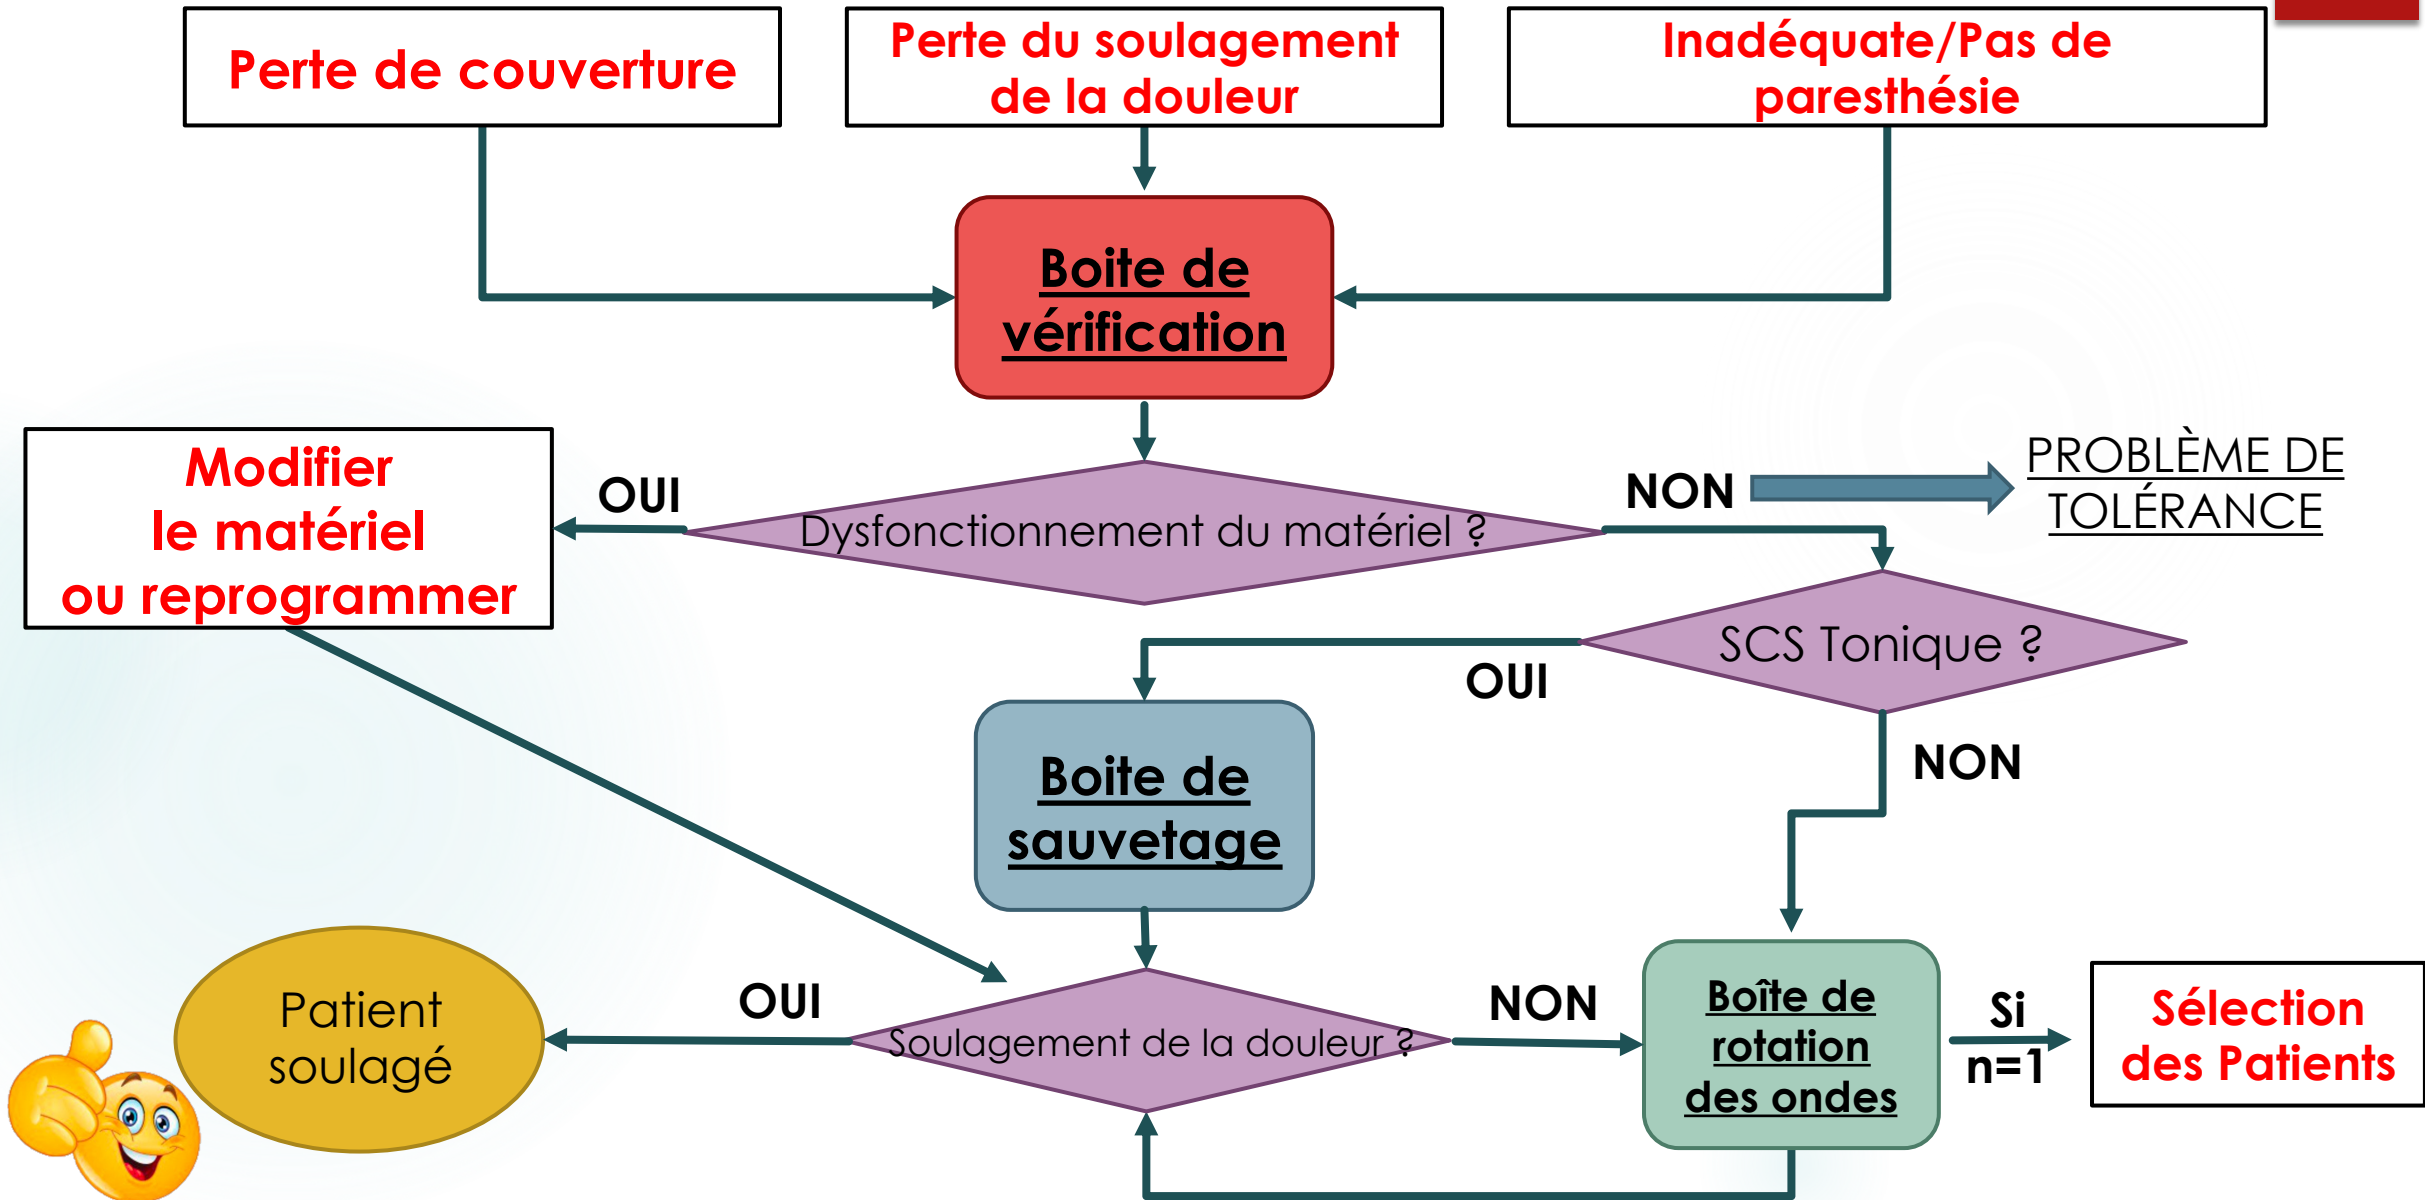 Perte de couverture
Perte du soulagement
de la douleur
Inadéquate/Pas de
paresthésie
Boite de
vérification
Modifier
le matériel
ou reprogrammer
OUI
Dysfonctionnement du matériel ?
NON
PROBLÈME DE
TOLÉRANCE
SCS Tonique ?
OUI
NON
Boite de
sauvetage
Patient
soulagé
OUI
Soulagement de la douleur ?
NON
Boîte de
rotation
des ondes
Si
n=1
Sélection
des Patients